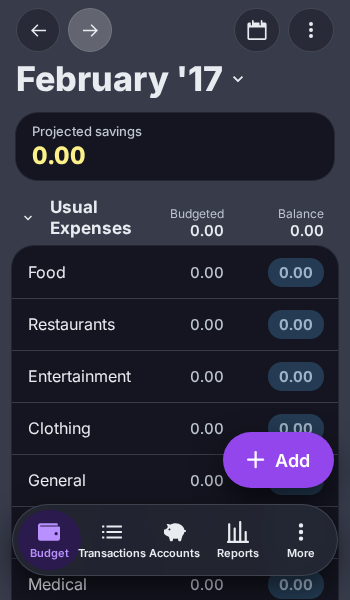 February '17
Projected savings
0.00
Usual Expenses Budgeted 0.00 Balance 0.00
Food 0.00 0.00
Restaurants 0.00 0.00
Entertainment 0.00 0.00
Clothing 0.00 0.00
Add
General 0.00
Budget Transactions Accounts Reports More
Medical 0.00 0.00